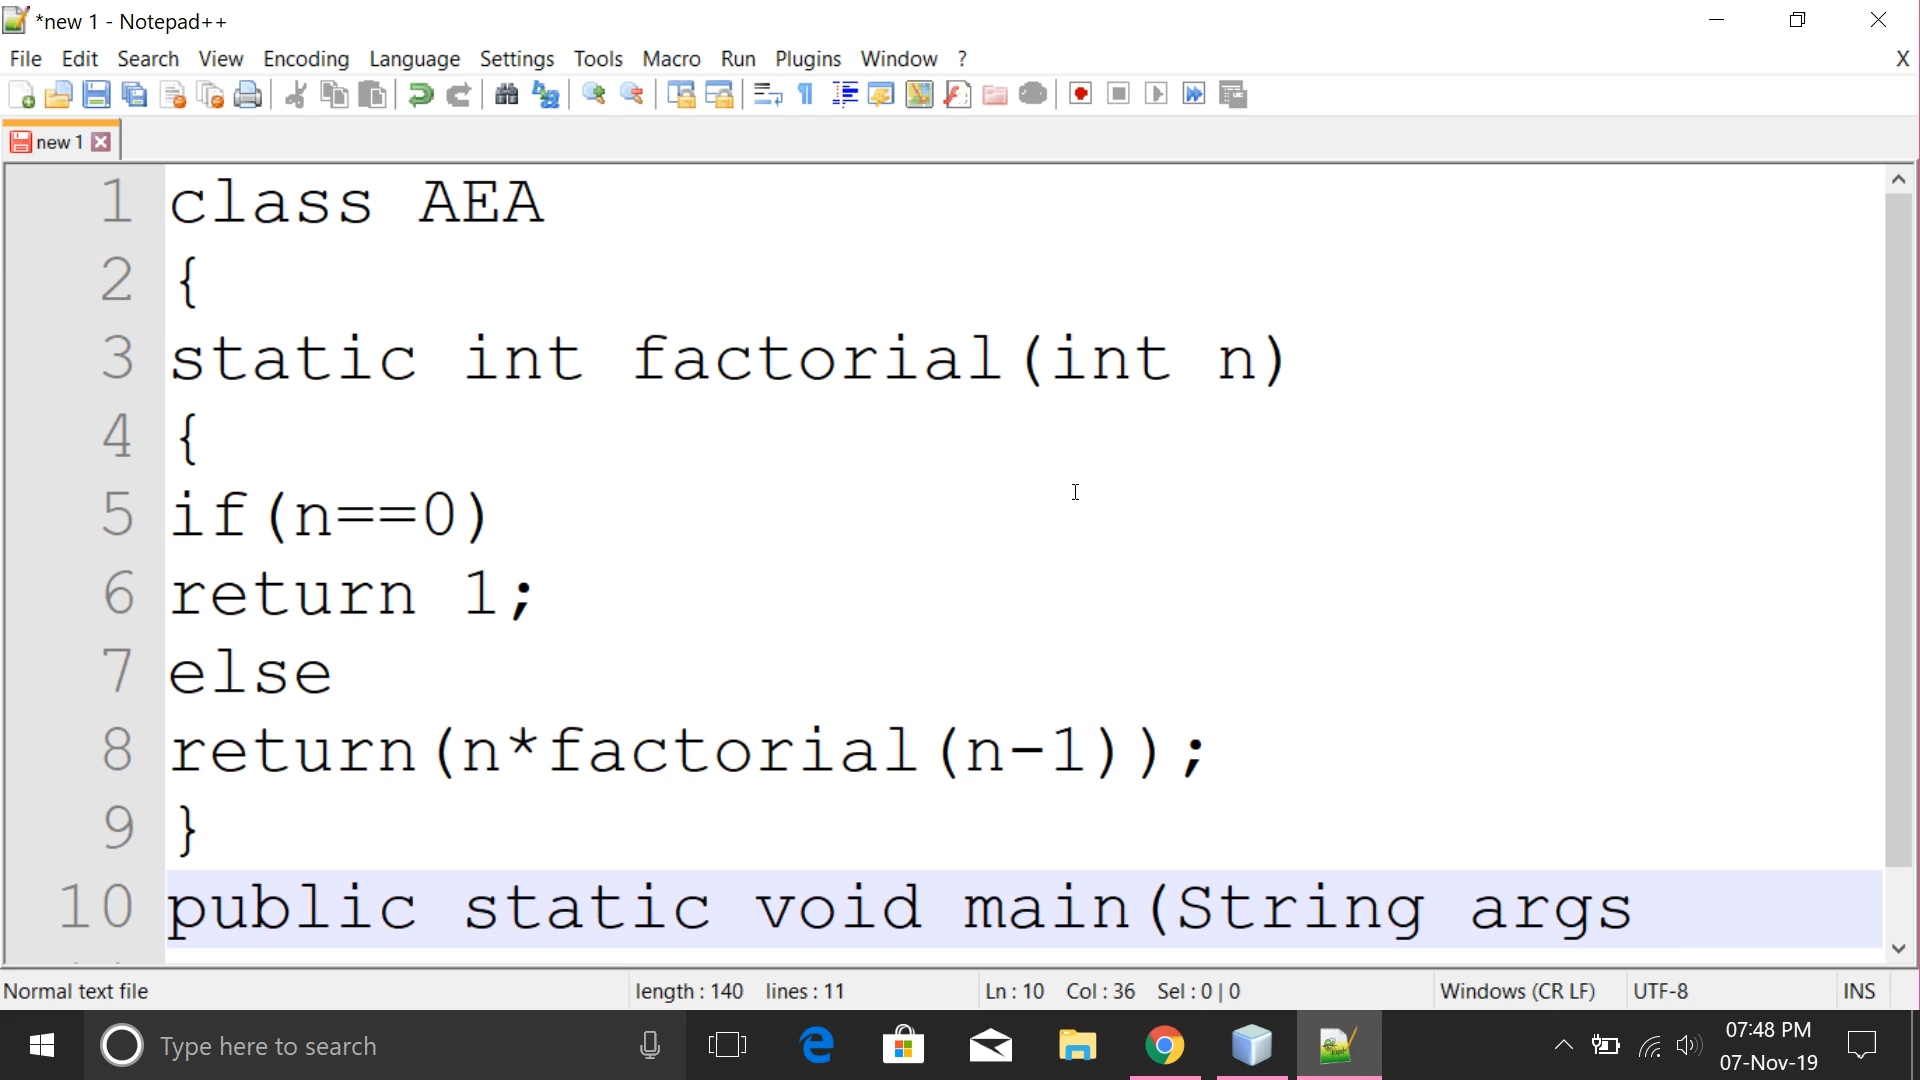 *new 1 - Notepad++
File Edit Search View Encoding Language Settings Tools Macro Run Plugins Window ? X
new 1
1 class AEA
2 {
3 static int factorial(int n)
4 {
5 if(n==0)
6 return 1;
7 else
8 return(n*factorial(n-1));
9 }
10 public static void main(String args
Normal text file length : 140 lines : 11 Ln : 10 Col : 36 Sel : 0 | 0 Windows (CR LF) UTF-8 INS
Type here to search
07:48 PM
07-Nov-19